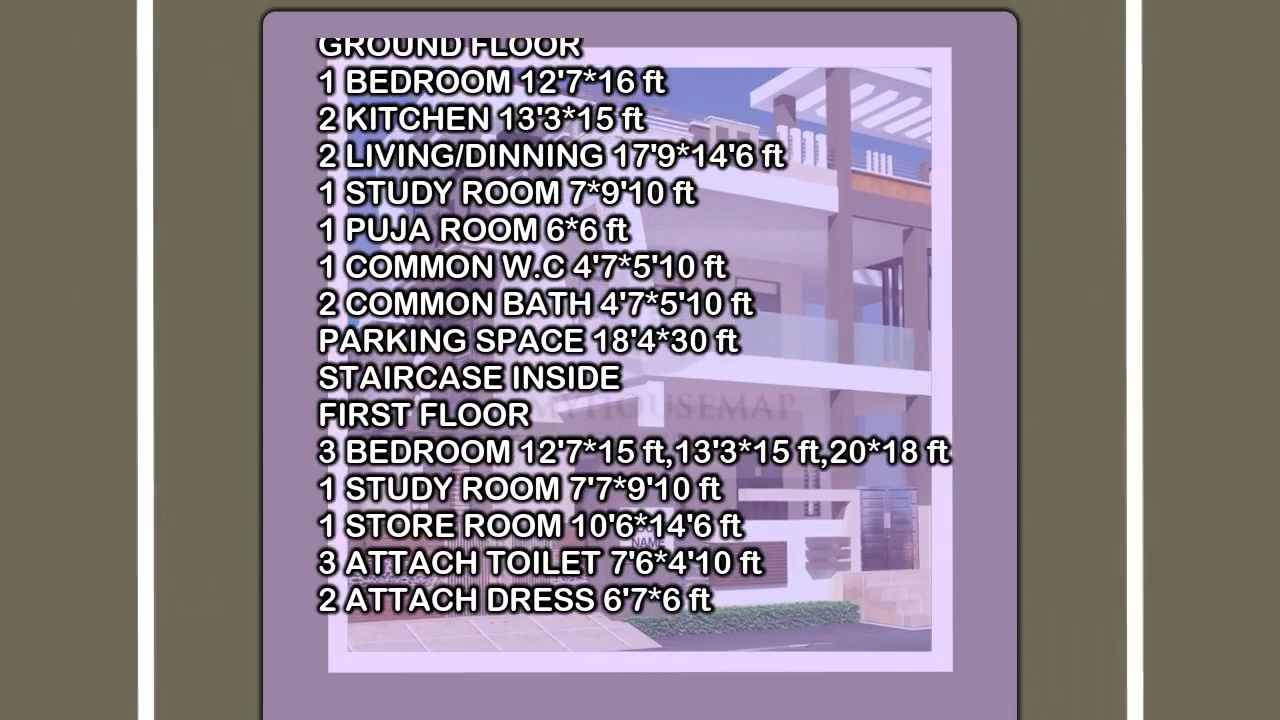 GROUND FLOOR
1 BEDROOM 12'7*16 ft
2 KITCHEN 13'3*15 ft
2 LIVING/DINNING 17'9*14'6 ft
1 STUDY ROOM 7*9'10 ft
1 PUJA ROOM 6*6 ft
1 COMMON W.C 4'7*5'10 ft
2 COMMON BATH 4'7*5'10 ft
PARKING SPACE 18'4*30 ft
STAIRCASE INSIDE
MYHOUSEMAP
FIRST FLOOR
3 BEDROOM 12'7*15 ft,13'3*15 ft,20*18 ft
1 STUDY ROOM 7'7*9'10 ft
1 STORE ROOM 10'6*14'6 ft
NAME
3 ATTACH TOILET 7'6*4'10 ft
2 ATTACH DRESS 6'7*6 ft